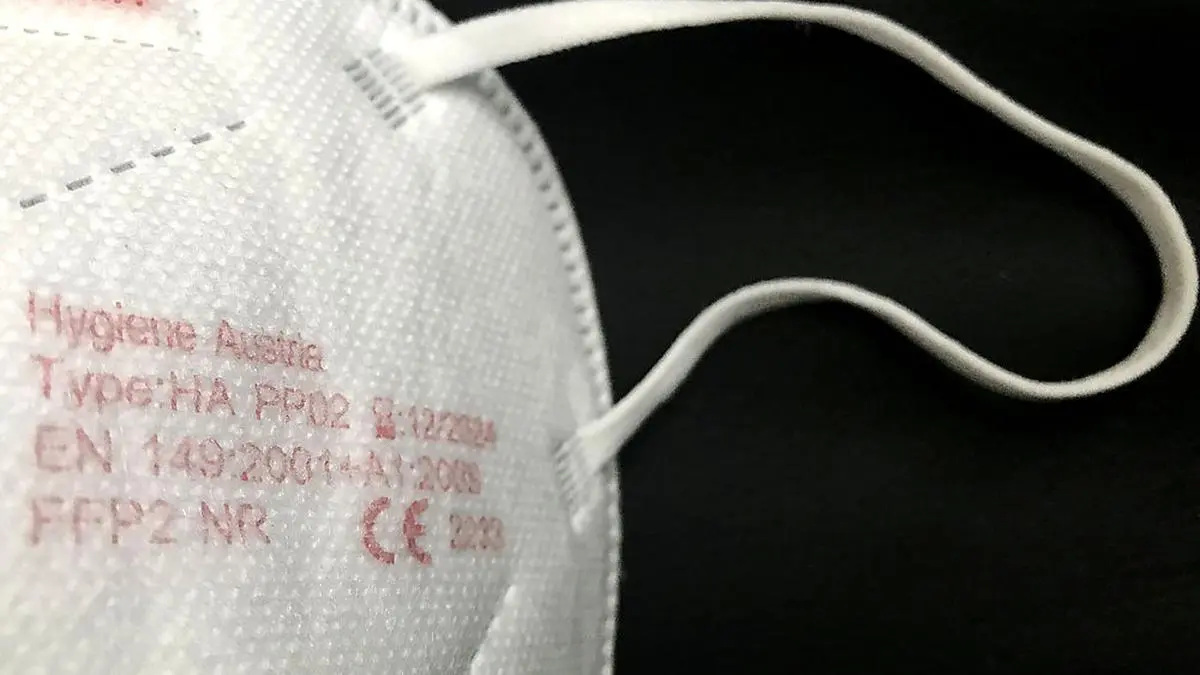 Hygiene Austria
Type:HA PP02 :12/2024
EN 149:2001+A1:2009
FFP2 NR CE 2233